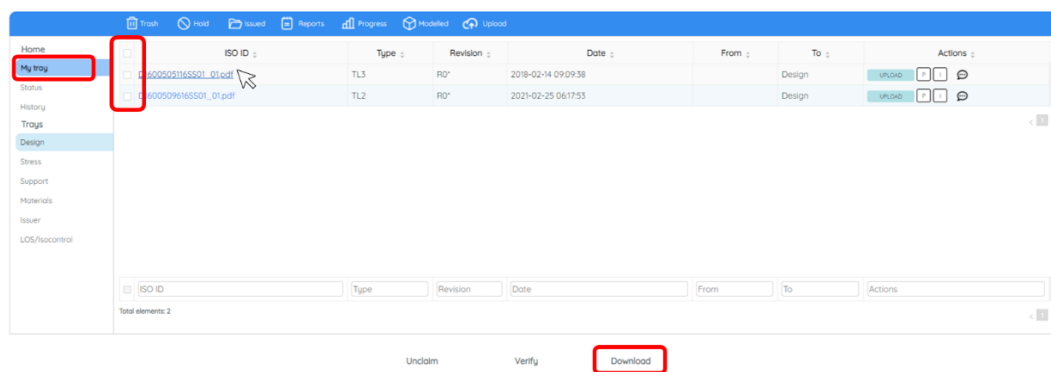 Trash Hold Issued Reports Progress Modelled Upload
Home
My tray
Status
History
Trays
Design
Stress
Support
Materials
Issuer
LOS/Isocontrol
ISO ID Type Revision Date From To Actions
TL3 R0* 2018-02-14 09:09:38 Design UPLOAD P I
TL2 R0* 2021-02-25 06:17:53 Design UPLOAD P I
1
ISO ID Type Revision Date From To Actions
Total elements: 2
1
Unclaim Verify Download